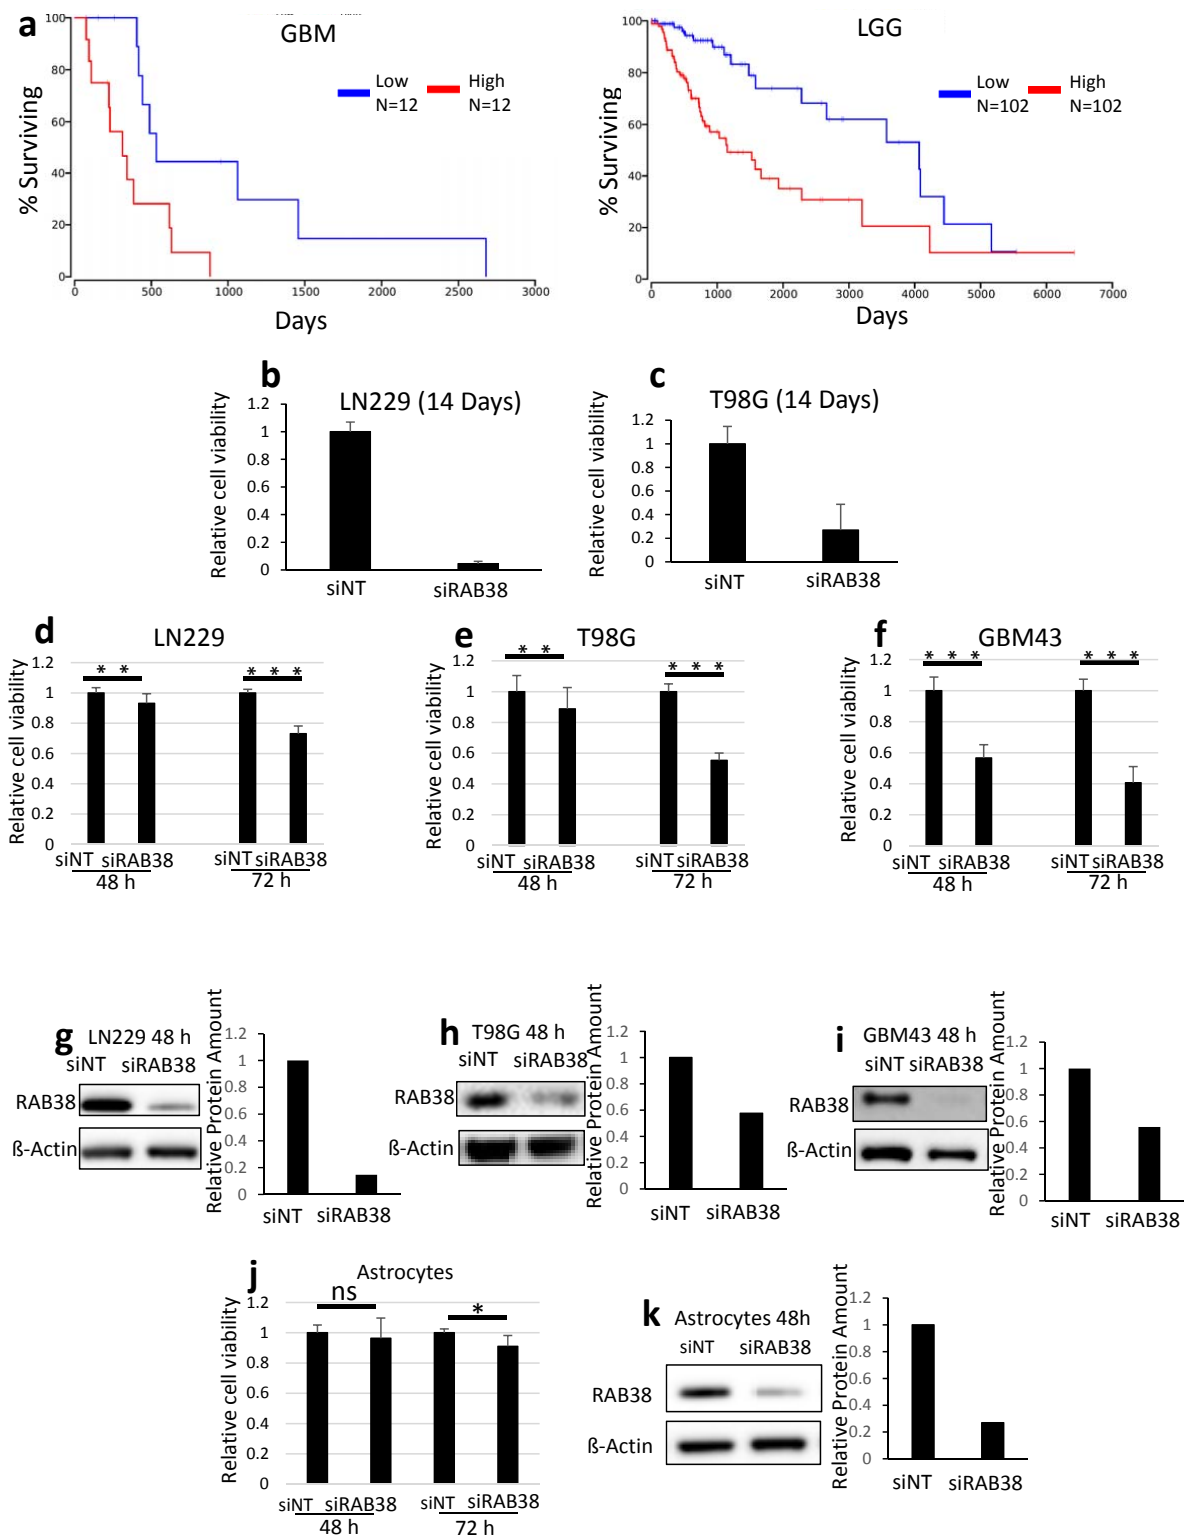 a
GBM
% Surviving
100
80
60
40
20
0
0 500 1000 1500 2000 2500 3000
Days
Low
N=12
High
N=12
LGG
% Surviving
100
80
60
40
20
0
0 1000 2000 3000 4000 5000 6000 7000
Days
Low
N=102
High
N=102
b
LN229 (14 Days)
Relative cell viability
1.2
1
0.8
0.6
0.4
0.2
0
siNT siRAB38
c
T98G (14 Days)
Relative cell viability
1.2
1
0.8
0.6
0.4
0.2
0
siNT siRAB38
d
LN229
Relative cell viability
1.2
1
0.8
0.6
0.4
0.2
0
* *
* * *
siNT siRAB38 siNT siRAB38
48 h 72 h
e
T98G
Relative cell viability
1.2
1
0.8
0.6
0.4
0.2
0
* *
* * *
siNT siRAB38 siNT siRAB38
48 h 72 h
f
GBM43
Relative cell viability
1.2
1
0.8
0.6
0.4
0.2
0
* * *
* * *
siNT siRAB38 siNT siRAB38
48 h 72 h
g
LN229 48 h
siNT siRAB38
RAB38
ß-Actin
Relative Protein Amount
1.2
1
0.8
0.6
0.4
0.2
0
siNT siRAB38
h
T98G 48 h
siNT siRAB38
RAB38
ß-Actin
Relative Protein Amount
1.2
1
0.8
0.6
0.4
0.2
0
siNT siRAB38
i
GBM43 48 h
siNT siRAB38
RAB38
ß-Actin
Relative Protein Amount
1.2
1
0.8
0.6
0.4
0.2
0
siNT siRAB38
j
Astrocytes
Relative cell viability
1.2
1
0.8
0.6
0.4
0.2
0
ns
*
siNT siRAB38 siNT siRAB38
48 h 72 h
k
Astrocytes 48h
siNT siRAB38
RAB38
ß-Actin
Relative Protein Amount
1.2
1
0.8
0.6
0.4
0.2
0
siNT siRAB38